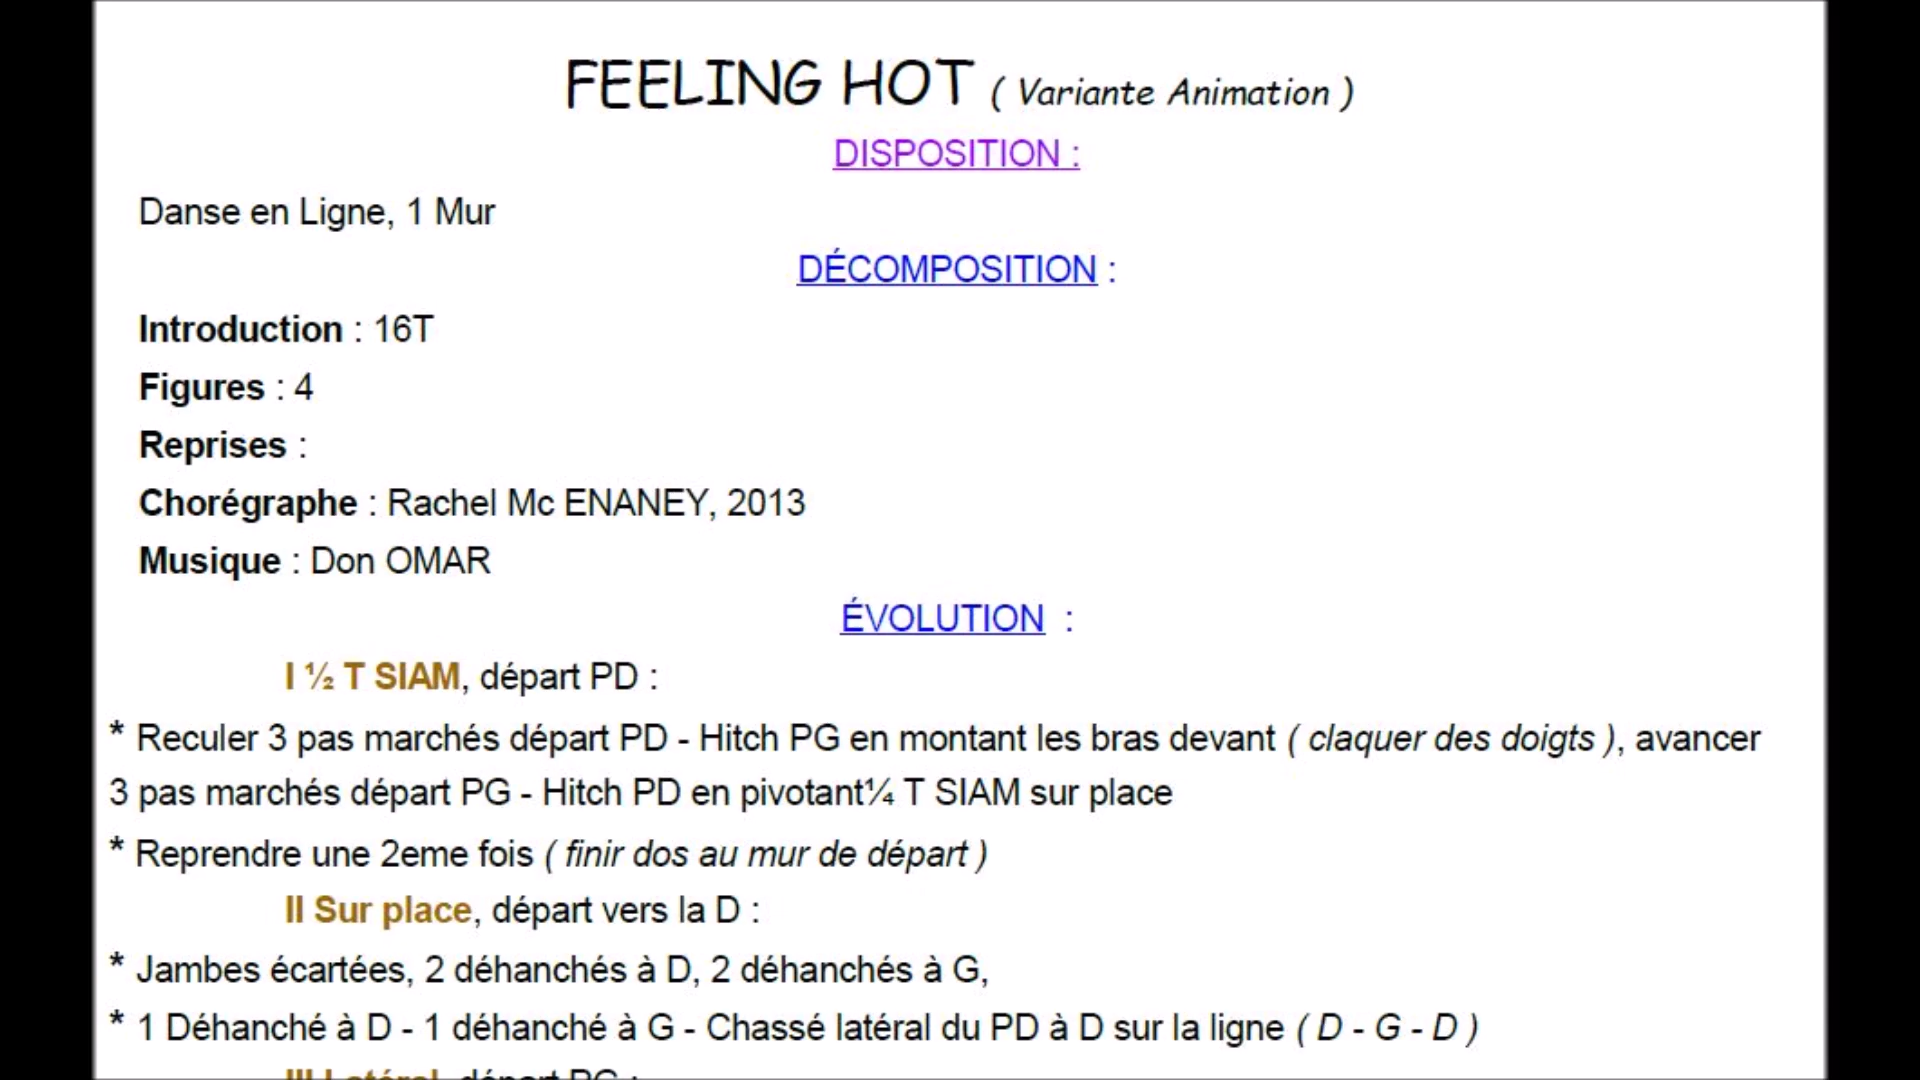 FEELING HOT ( Variante Animation )
DISPOSITION :
Danse en Ligne, 1 Mur
DÉCOMPOSITION :
Introduction : 16T
Figures : 4
Reprises :
Chorégraphe : Rachel Mc ENANEY, 2013
Musique : Don OMAR
ÉVOLUTION :
I ½ T SIAM, départ PD :
* Reculer 3 pas marchés départ PD - Hitch PG en montant les bras devant ( claquer des doigts ), avancer
3 pas marchés départ PG - Hitch PD en pivotant¼ T SIAM sur place
* Reprendre une 2eme fois ( finir dos au mur de départ )
II Sur place, départ vers la D :
* Jambes écartées, 2 déhanchés à D, 2 déhanchés à G,
* 1 Déhanché à D - 1 déhanché à G - Chassé latéral du PD à D sur la ligne ( D - G - D )
III Latéral, départ PG :